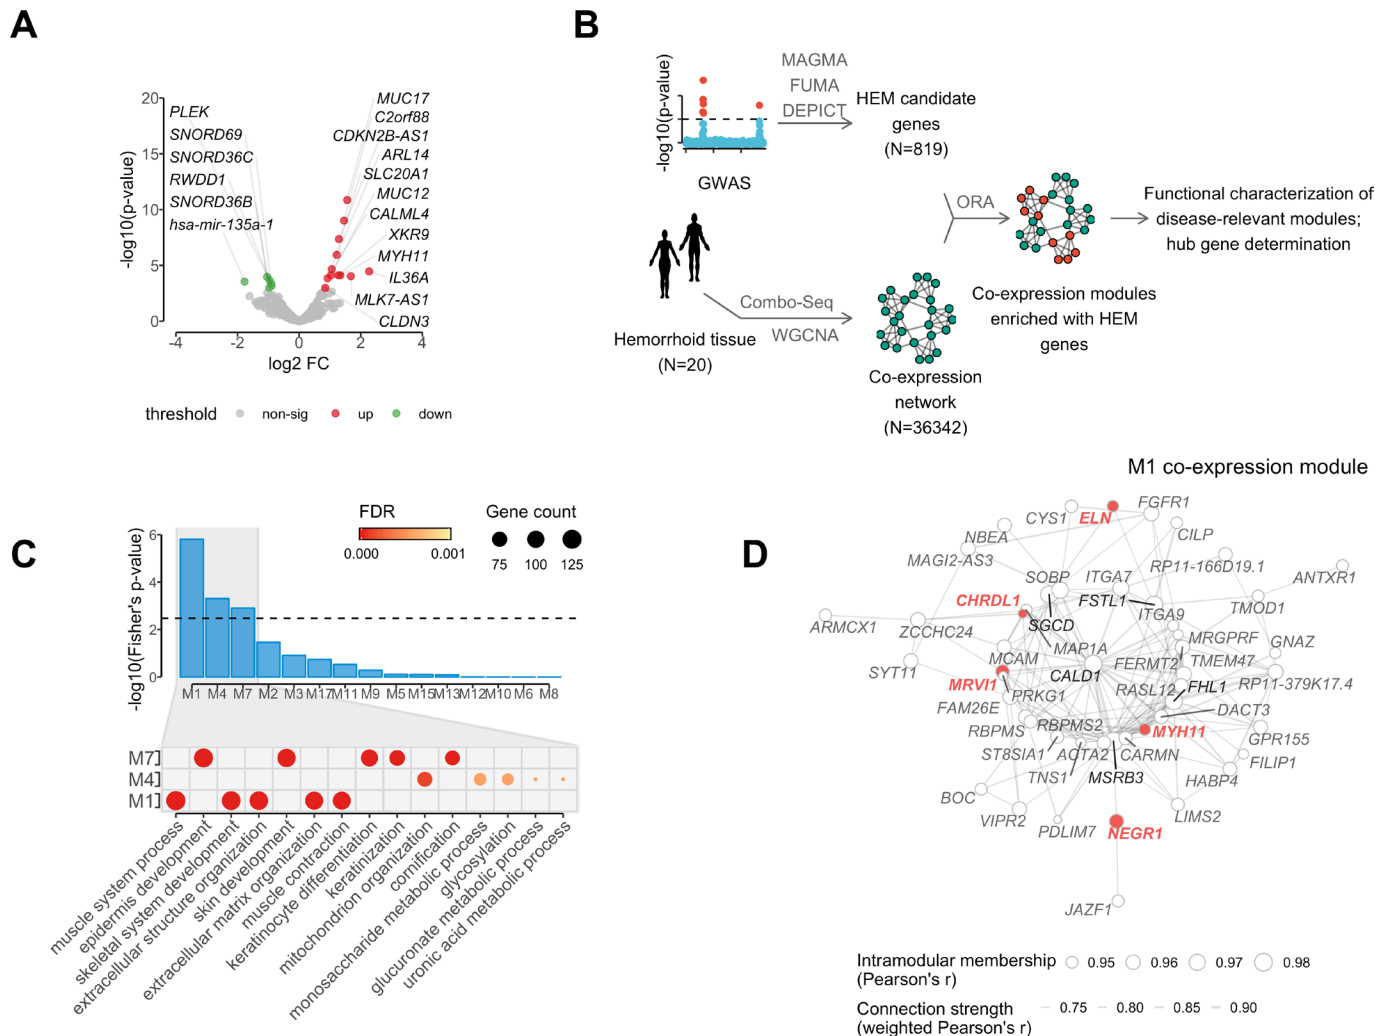 A
20
15
10
5
0
-log10(p-value)
-4
-2
0
2
4
log2 FC
PLEK
SNORD69
SNORD36C
RWDD1
SNORD36B
hsa-mir-135a-1
MUC17
C2orf88
CDKN2B-AS1
ARL14
SLC20A1
MUC12
CALML4
XKR9
MYH11
IL36A
MLK7-AS1
CLDN3
threshold
non-sig
up
down
B
-log10(p-value)
GWAS
MAGMA
FUMA
DEPICT
HEM candidate
genes
(N=819)
Hemorrhoid tissue
(N=20)
Combo-Seq
WGCNA
Co-expression
network
(N=36342)
ORA
Co-expression modules
enriched with HEM
genes
Functional characterization of
disease-relevant modules;
hub gene determination
C
FDR
0.000
0.001
Gene count
75
100
125
-log10(Fisher's p-value)
6
4
2
0
M1
M4
M7
M2
M3
M17
M11
M9
M5
M15
M13
M12
M10
M6
M8
M7
M4
M1
muscle system process
epidermis development
skeletal system development
extracellular structure organization
skin development
extracellular matrix organization
muscle contraction
keratinocyte differentiation
keratinization
mitochondrion organization
cornification
monosaccharide metabolic process
glycosylation
glucuronate metabolic process
uronic acid metabolic process
D
M1 co-expression module
CYS1
ELN
FGFR1
NBEA
CILP
MAGI2-AS3
RP11-166D19.1
SOBP
ITGA7
ANTXR1
CHRDL1
FSTL1
ITGA9
TMOD1
ARMCX1
ZCCHC24
SGCD
MRGPRF
GNAZ
MAP1A
SYT11
MCAM
FERMT2
TMEM47
CALD1
MRVI1
PRKG1
RASL12
FHL1
RP11-379K17.4
FAM26E
DACT3
RBPMS
RBPMS2
MYH11
GPR155
ST8SIA1
ACTA2
CARMN
FILIP1
TNS1
MSRB3
HABP4
BOC
VIPR2
PDLIM7
LIMS2
NEGR1
JAZF1
Intramodular membership
(Pearson's r)
0.95
0.96
0.97
0.98
Connection strength
(weighted Pearson's r)
0.75
0.80
0.85
0.90